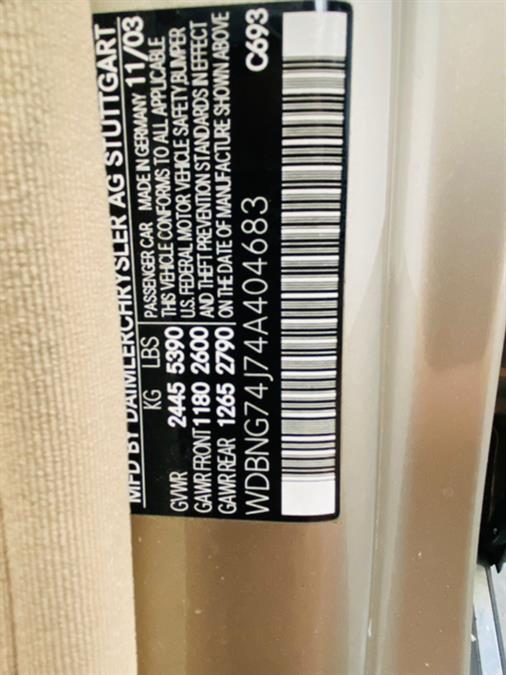 MFD BY DAIMLERCHRYSLER AG STUTTGART
KG LBS PASSENGER CAR MADE IN GERMANY 11/03
GVWR 2445 5390 THIS VEHICLE CONFORMS TO ALL APPLICABLE
GAWR FRONT 1180 2600 U.S. FEDERAL MOTOR VEHICLE SAFETY, BUMPER
GAWR REAR 1265 2790 AND THEFT PREVENTION STANDARDS IN EFFECT
ON THE DATE OF MANUFACTURE SHOWN ABOVE
WDBNG74J74A404683 C693